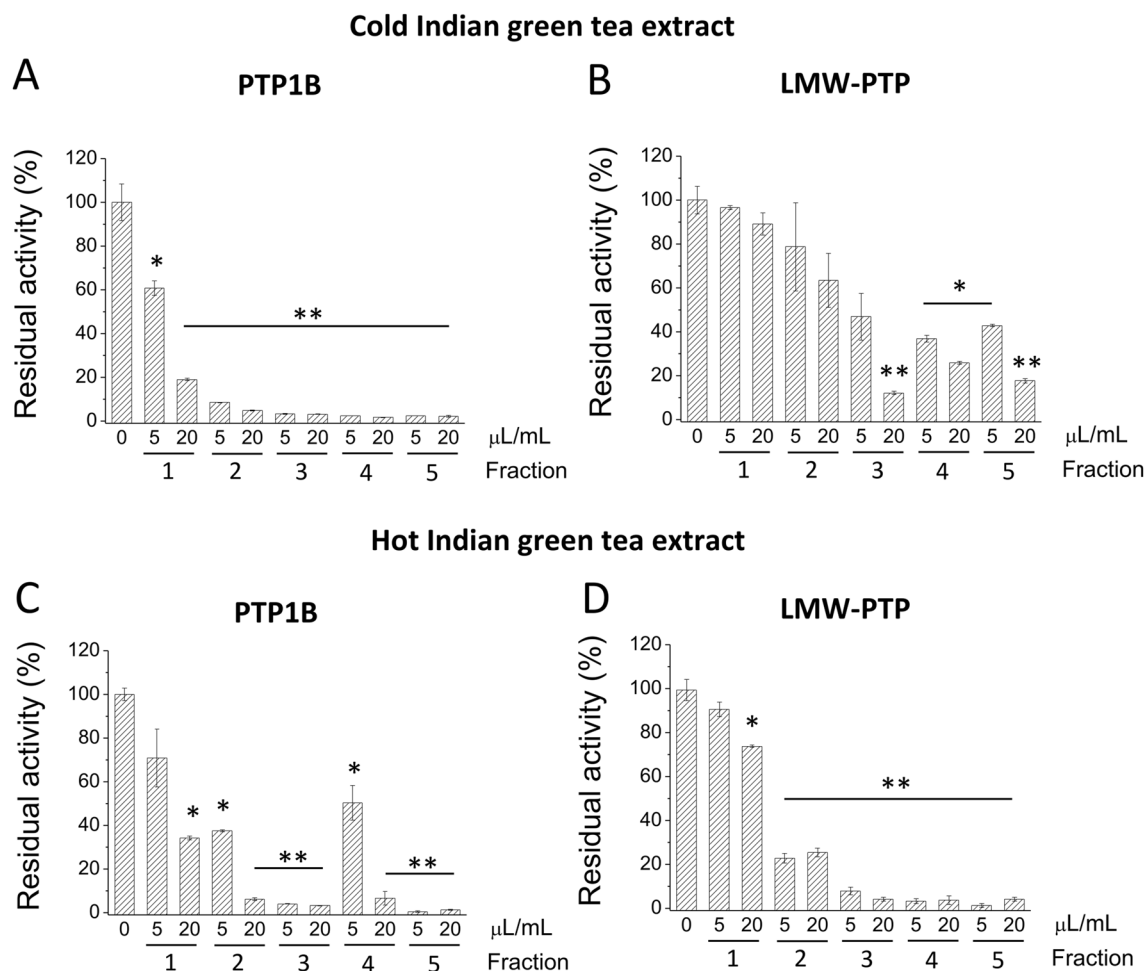 Cold Indian green tea extract
A
PTP1B
Residual activity (%)
120
100
80
60
40
20
0
*
**
0 5 20 5 20 5 20 5 20 5 20 μL/mL
1 2 3 4 5 Fraction
B
LMW-PTP
Residual activity (%)
120
100
80
60
40
20
0
**
*
**
0 5 20 5 20 5 20 5 20 5 20 μL/mL
1 2 3 4 5 Fraction
Hot Indian green tea extract
C
PTP1B
Residual activity (%)
120
100
80
60
40
20
0
*
*
**
*
**
0 5 20 5 20 5 20 5 20 5 20 μL/mL
1 2 3 4 5 Fraction
D
LMW-PTP
Residual activity (%)
120
100
80
60
40
20
0
*
**
0 5 20 5 20 5 20 5 20 5 20 μL/mL
1 2 3 4 5 Fraction